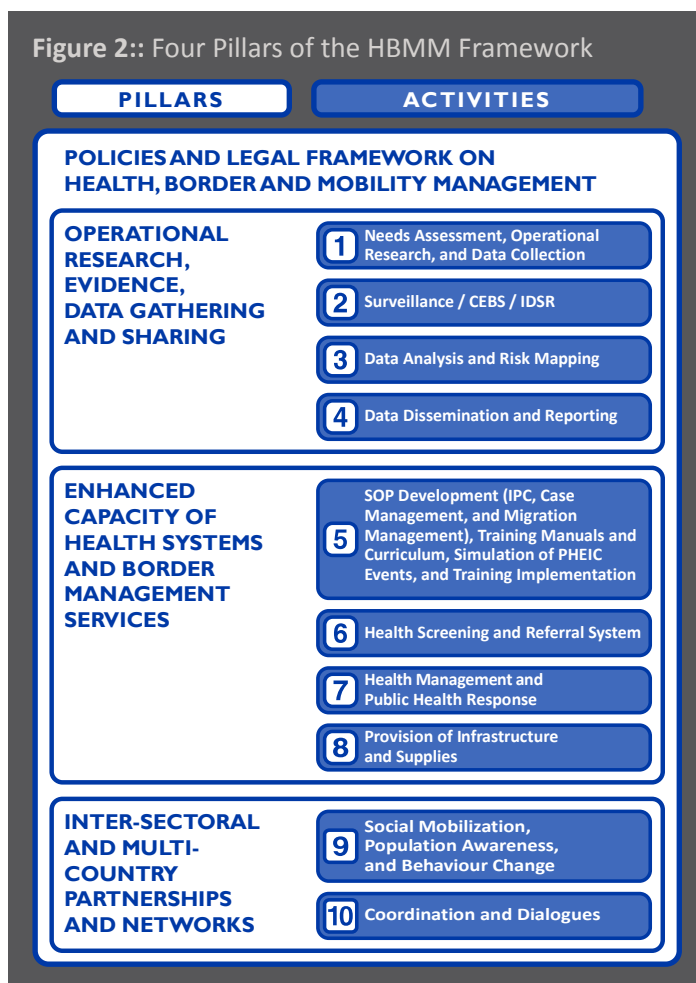 Figure 2:: Four Pillars of the HBMM Framework
PILLARS
ACTIVITIES
POLICIES AND LEGAL FRAMEWORK ON
HEALTH, BORDER AND MOBILITY MANAGEMENT
OPERATIONAL
RESEARCH,
EVIDENCE,
DATA GATHERING
AND SHARING
1
Needs Assessment, Operational
Research, and Data Collection
2
Surveillance / CEBS / IDSR
3
Data Analysis and Risk Mapping
4
Data Dissemination and Reporting
ENHANCED
CAPACITY OF
HEALTH SYSTEMS
AND BORDER
MANAGEMENT
SERVICES
5
SOP Development (IPC, Case
Management, and Migration
Management), Training Manuals and
Curriculum, Simulation of PHEIC
Events, and Training Implementation
6
Health Screening and Referral System
7
Health Management and
Public Health Response
8
Provision of Infrastructure
and Supplies
INTER-SECTORAL
AND MULTI-
COUNTRY
PARTNERSHIPS
AND NETWORKS
9
Social Mobilization,
Population Awareness,
and Behaviour Change
10
Coordination and Dialogues